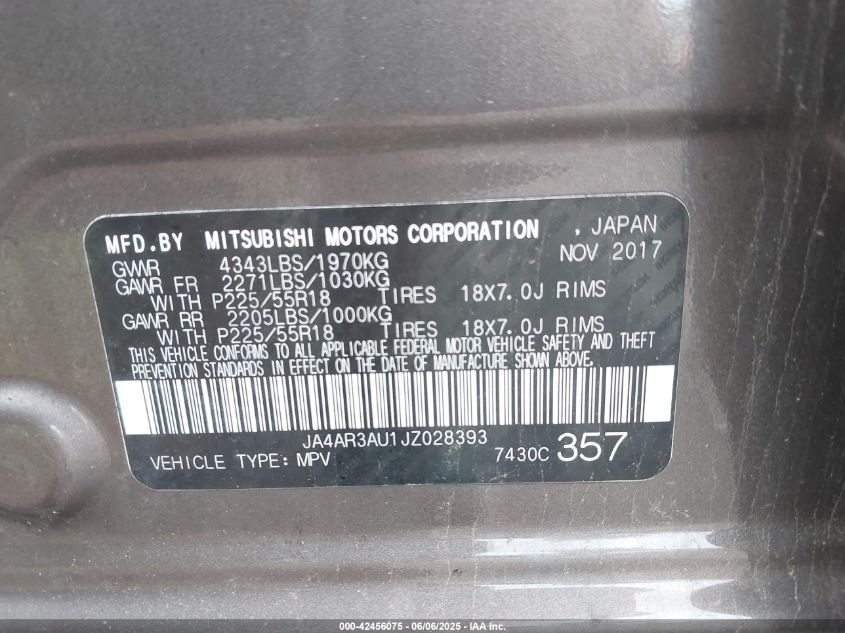 MFD.BY MITSUBISHI MOTORS CORPORATION , JAPAN
NOV 2017
GVWR 4343LBS/1970KG
GAWR FR 2271LBS/1030KG
WITH P225/55R18 TIRES 18X7.0J RIMS
GAWR RR 2205LBS/1000KG
WITH P225/55R18 TIRES 18X7.0J RIMS
THIS VEHICLE CONFORMS TO ALL APPLICABLE FEDERAL MOTOR VEHICLE SAFETY AND THEFT
PREVENTION STANDARDS IN EFFECT ON THE DATE OF MANUFACTURE SHOWN ABOVE.
JA4AR3AU1JZ028393
VEHICLE TYPE: MPV 7430C 357
000-42456075 - 06/06/2025 - IAA Inc.